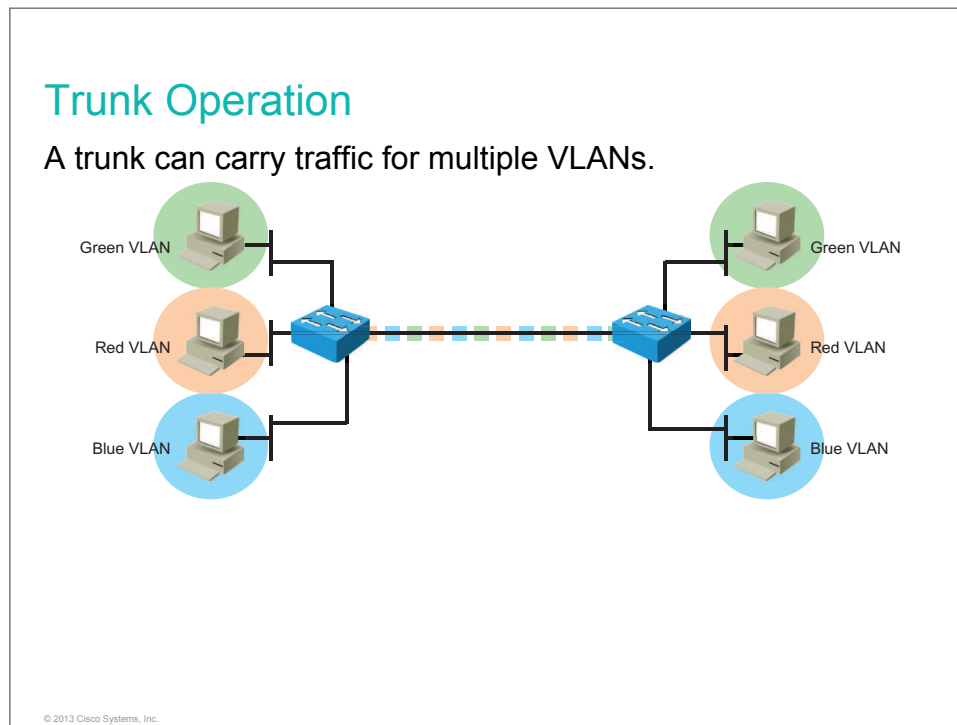 Trunk Operation
A trunk can carry traffic for multiple VLANs.
Green VLAN
Green VLAN
Red VLAN
Red VLAN
Blue VLAN
Blue VLAN
© 2013 Cisco Systems, Inc.